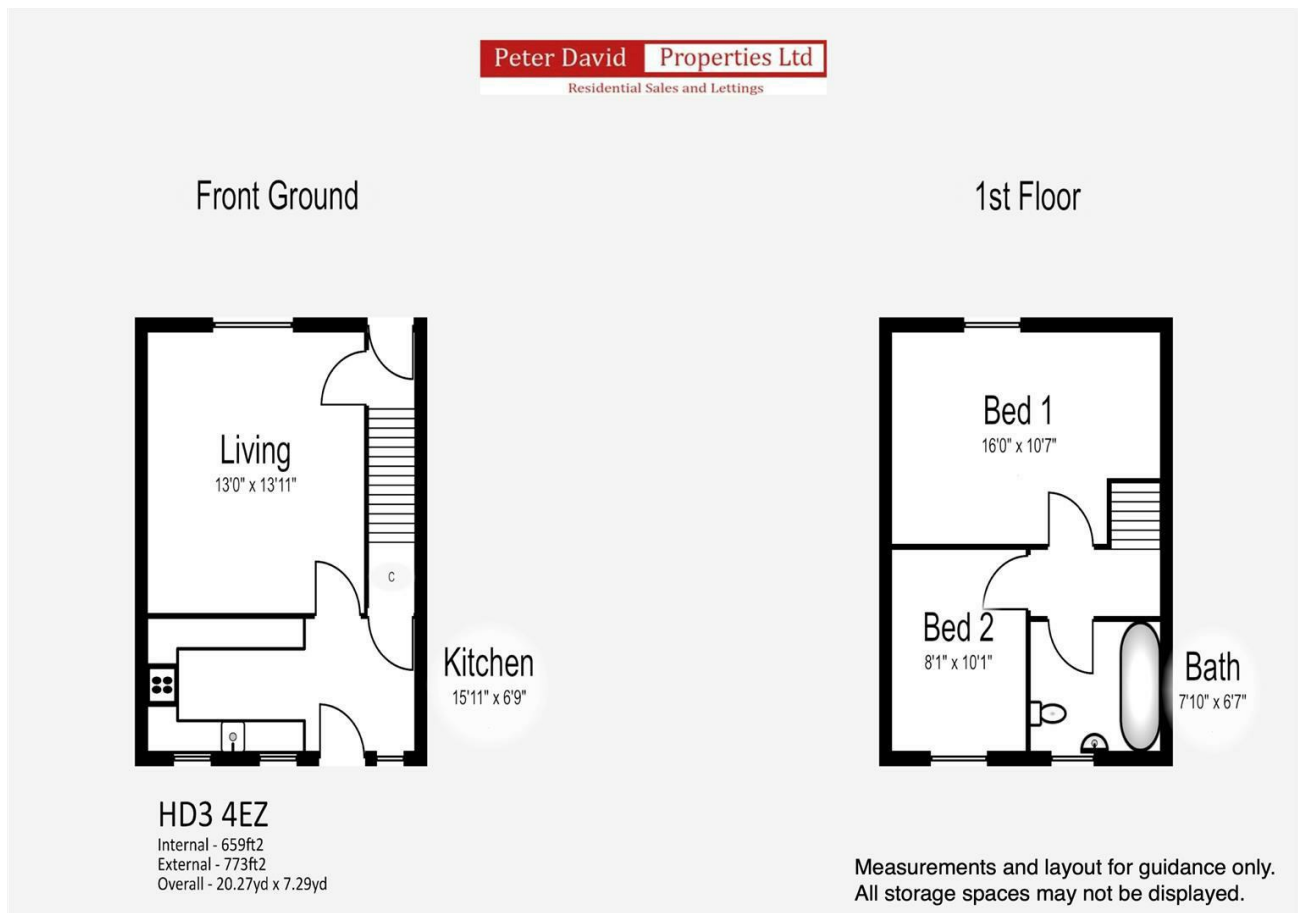 Peter David Properties Ltd
Residential Sales and Lettings
Front Ground
1st Floor
Living
13'0" x 13'11"
C
Kitchen
15'11" x 6'9"
Bed 1
16'0" x 10'7"
Bed 2
8'1" x 10'1"
Bath
7'10" x 6'7"
HD3 4EZ
Internal - 659ft2
External - 773ft2
Overall - 20.27yd x 7.29yd
Measurements and layout for guidance only.
All storage spaces may not be displayed.